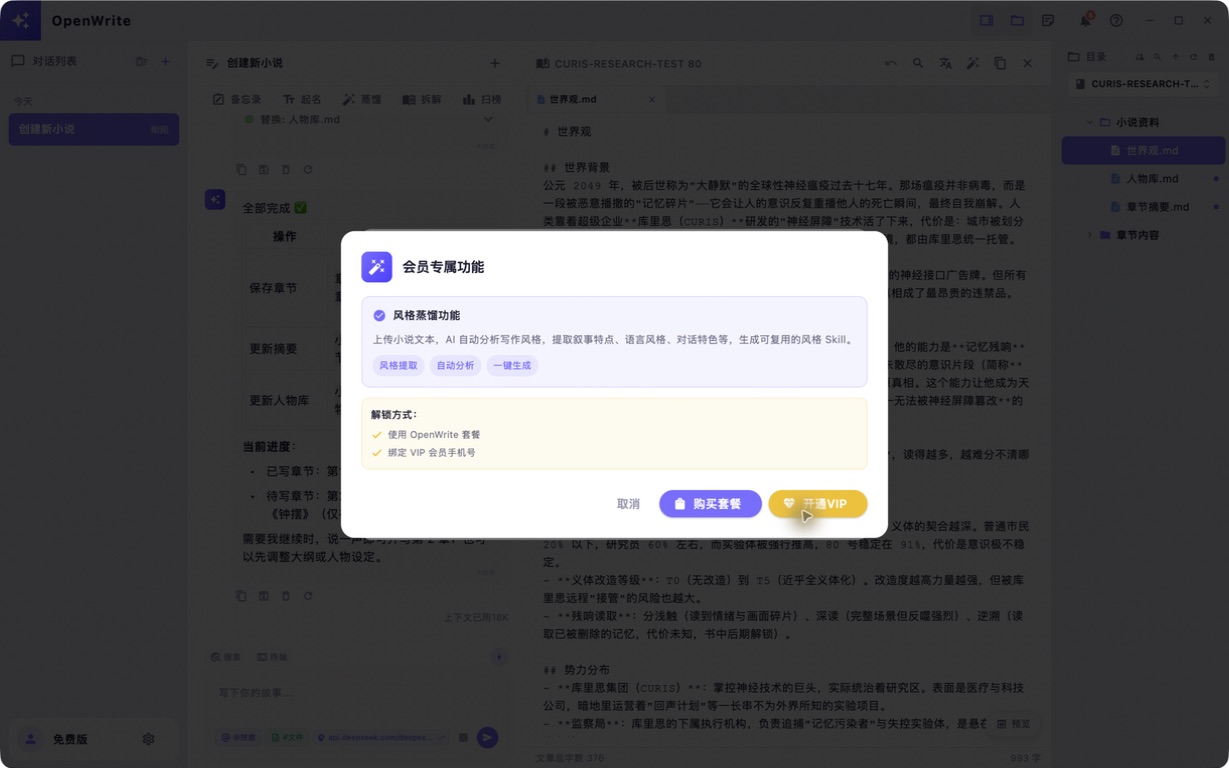 OpenWrite
对话列表
今天
创建新小说
刚刚
免费版
创建新小说
备忘录 起名 蒸馏 拆解 扫榜
替换: 人物库.md
全部完成 ✅
操作
保存章节
更新摘要
更新人物库
当前进度：
• 已写章节：第
• 待写章节：第
《钟摆》（仅
以先调整大纲或人物设定。
上下文已用18K
搜索 终端
写下你的故事...
@技能 #文件 api.deepseek.com/deepse...
CURIS-RESEARCH-TEST 80
世界观.md
# 世界观
## 世界背景
公元 2049 年，被后世称为"大静默"的全球性神经瘟疫过去十七年。那场瘟疫并非病毒，而是
一段被恶意播撒的"记忆碎片"——它会让人的意识反复重播他人的死亡瞬间，最终自我崩解。人
类靠着超级企业**库里思（CURIS）**研发的"神经屏障"技术活了下来，代价是：城市被划分
，都由库里思统一托管。
的神经接口广告牌。但所有
相成了最昂贵的违禁品。
他的能力是**记忆残响**
未散尽的意识片段（简称**
真相。这个能力让他成为天
一无法被神经屏障篡改**的
，读得越多，越难分不清哪
义体的契合越深。普通市民
20% 以下，研究员 60% 左右，而实验体被强行推高，80 号稳定在 91%，代价是意识极不稳
定。
- **义体改造等级**：T0（无改造）到 T5（近乎全义体化）。改造度越高力量越强，但被库
里思远程"接管"的风险也越大。
- **残响读取**：分浅触（读到情绪与画面碎片）、深读（完整场景但反噬强烈）、逆溯（读
取已被删除的记忆，代价未知，书中后期解锁）。
## 势力分布
- **库里思集团（CURIS）**：掌控神经技术的巨头，实际统治着研究区。表面是医疗与科技
公司，暗地里运营着"回声计划"等一长串不为外界所知的实验项目。
- **监察局**：库里思的下属执行机构，负责追捕"记忆污染者"与失控实验体，是悬在
预览
文章总字数 376
993 字
目录
CURIS-RESEARCH-T...
小说资料
世界观.md
人物库.md
章节摘要.md
章节内容
会员专属功能
风格蒸馏功能
上传小说文本，AI 自动分析写作风格，提取叙事特点、语言风格、对话特色等，生成可复用的风格 Skill。
风格提取 自动分析 一键生成
解锁方式：
使用 OpenWrite 套餐
绑定 VIP 会员手机号
取消 购买套餐 开通VIP